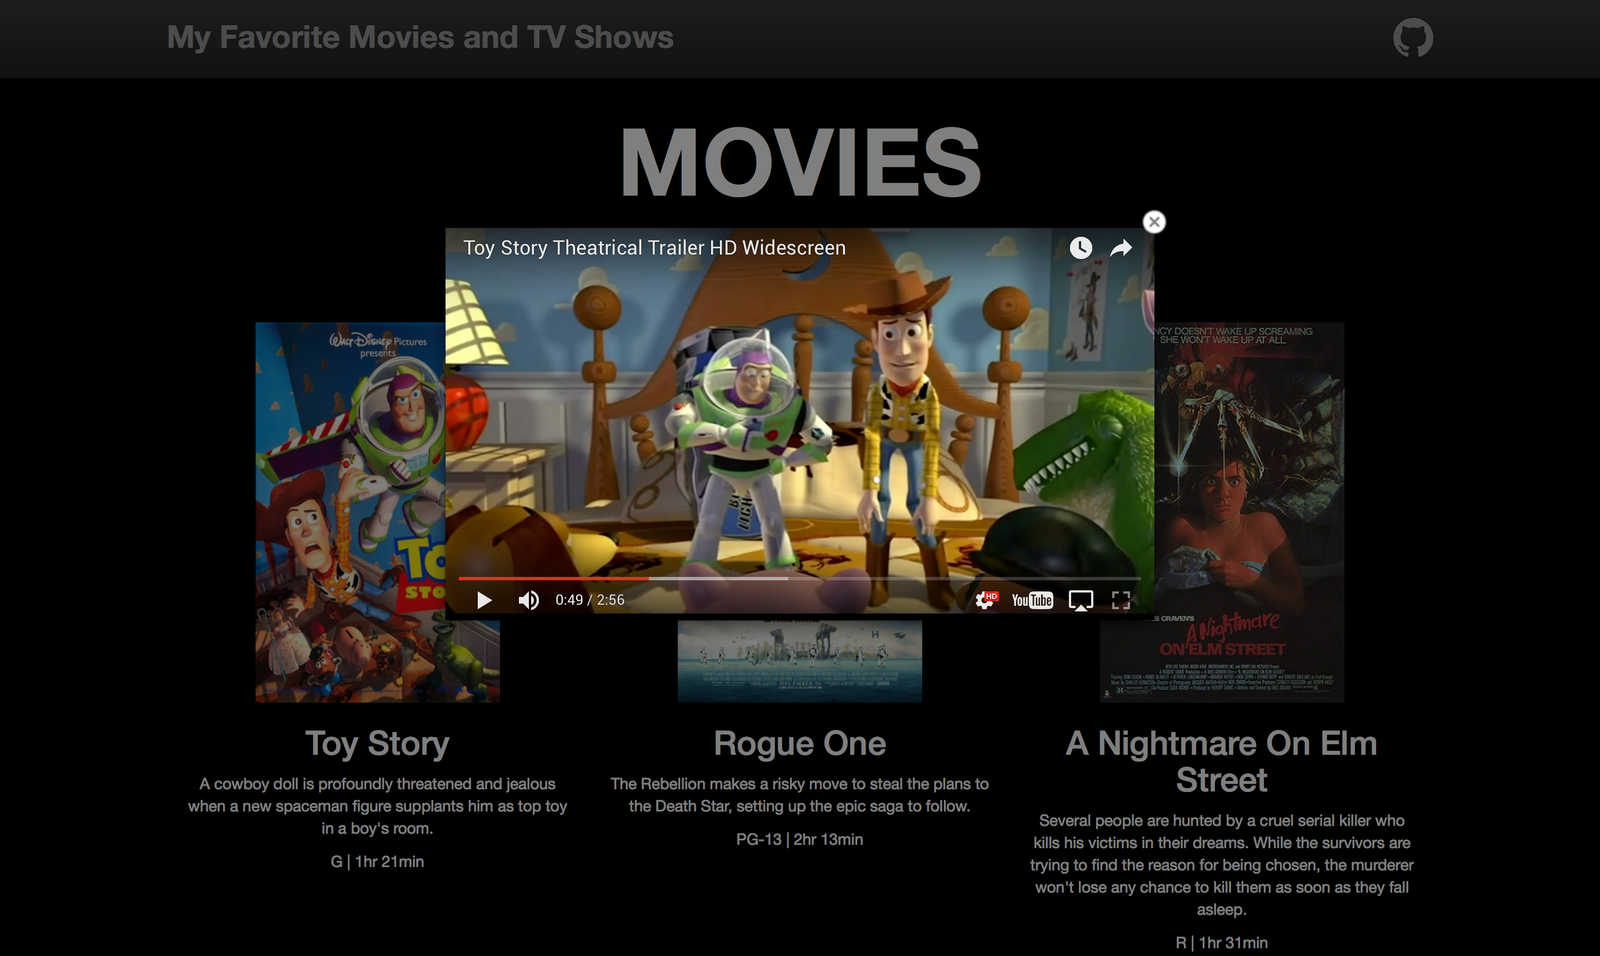 My Favorite Movies and TV Shows
MOVIES
Toy Story Theatrical Trailer HD Widescreen
WALT DISNEY Pictures
presents
NCY DOESN'T WAKE UP SCREAMING
SHE WON'T WAKE UP AT ALL
To
STO
0:49 / 2:56
HD
YouTube
S CRAVEN'S
A Nightmare
ON ELM STREET
Toy Story
A cowboy doll is profoundly threatened and jealous
when a new spaceman figure supplants him as top toy
in a boy's room.
G | 1hr 21min
Rogue One
The Rebellion makes a risky move to steal the plans to
the Death Star, setting up the epic saga to follow.
PG-13 | 2hr 13min
A Nightmare On Elm
Street
Several people are hunted by a cruel serial killer who
kills his victims in their dreams. While the survivors are
trying to find the reason for being chosen, the murderer
won't lose any chance to kill them as soon as they fall
asleep.
R | 1hr 31min